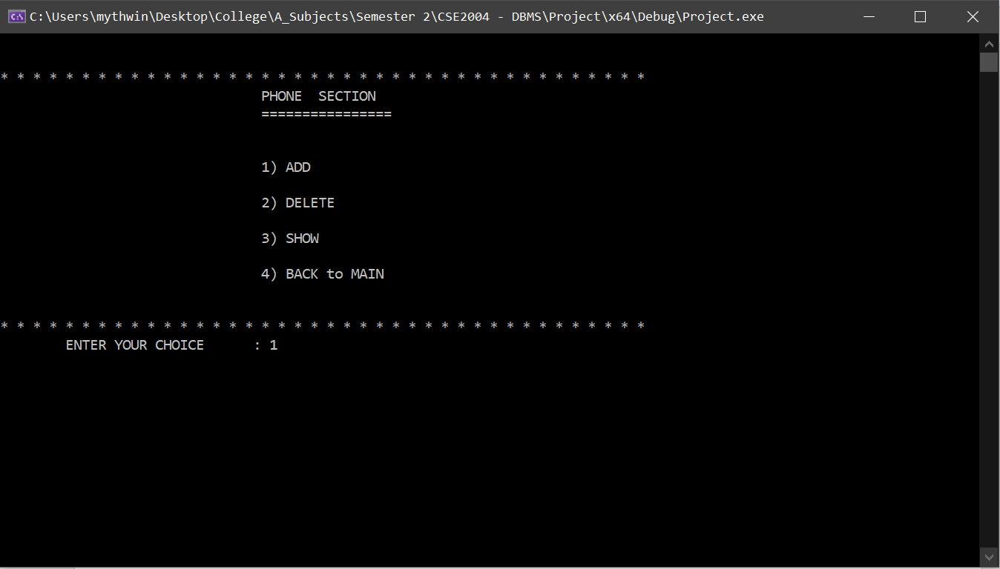 C:\Users\mythwin\Desktop\College\A_Subjects\Semester 2\CSE2004 - DBMS\Project\x64\Debug\Project.exe
* * * * * * * * * * * * * * * * * * * * * * * * * * * * * * * * * * * * * * * *
PHONE  SECTION
================
1) ADD
2) DELETE
3) SHOW
4) BACK to MAIN
* * * * * * * * * * * * * * * * * * * * * * * * * * * * * * * * * * * * * * * *
ENTER YOUR CHOICE      : 1